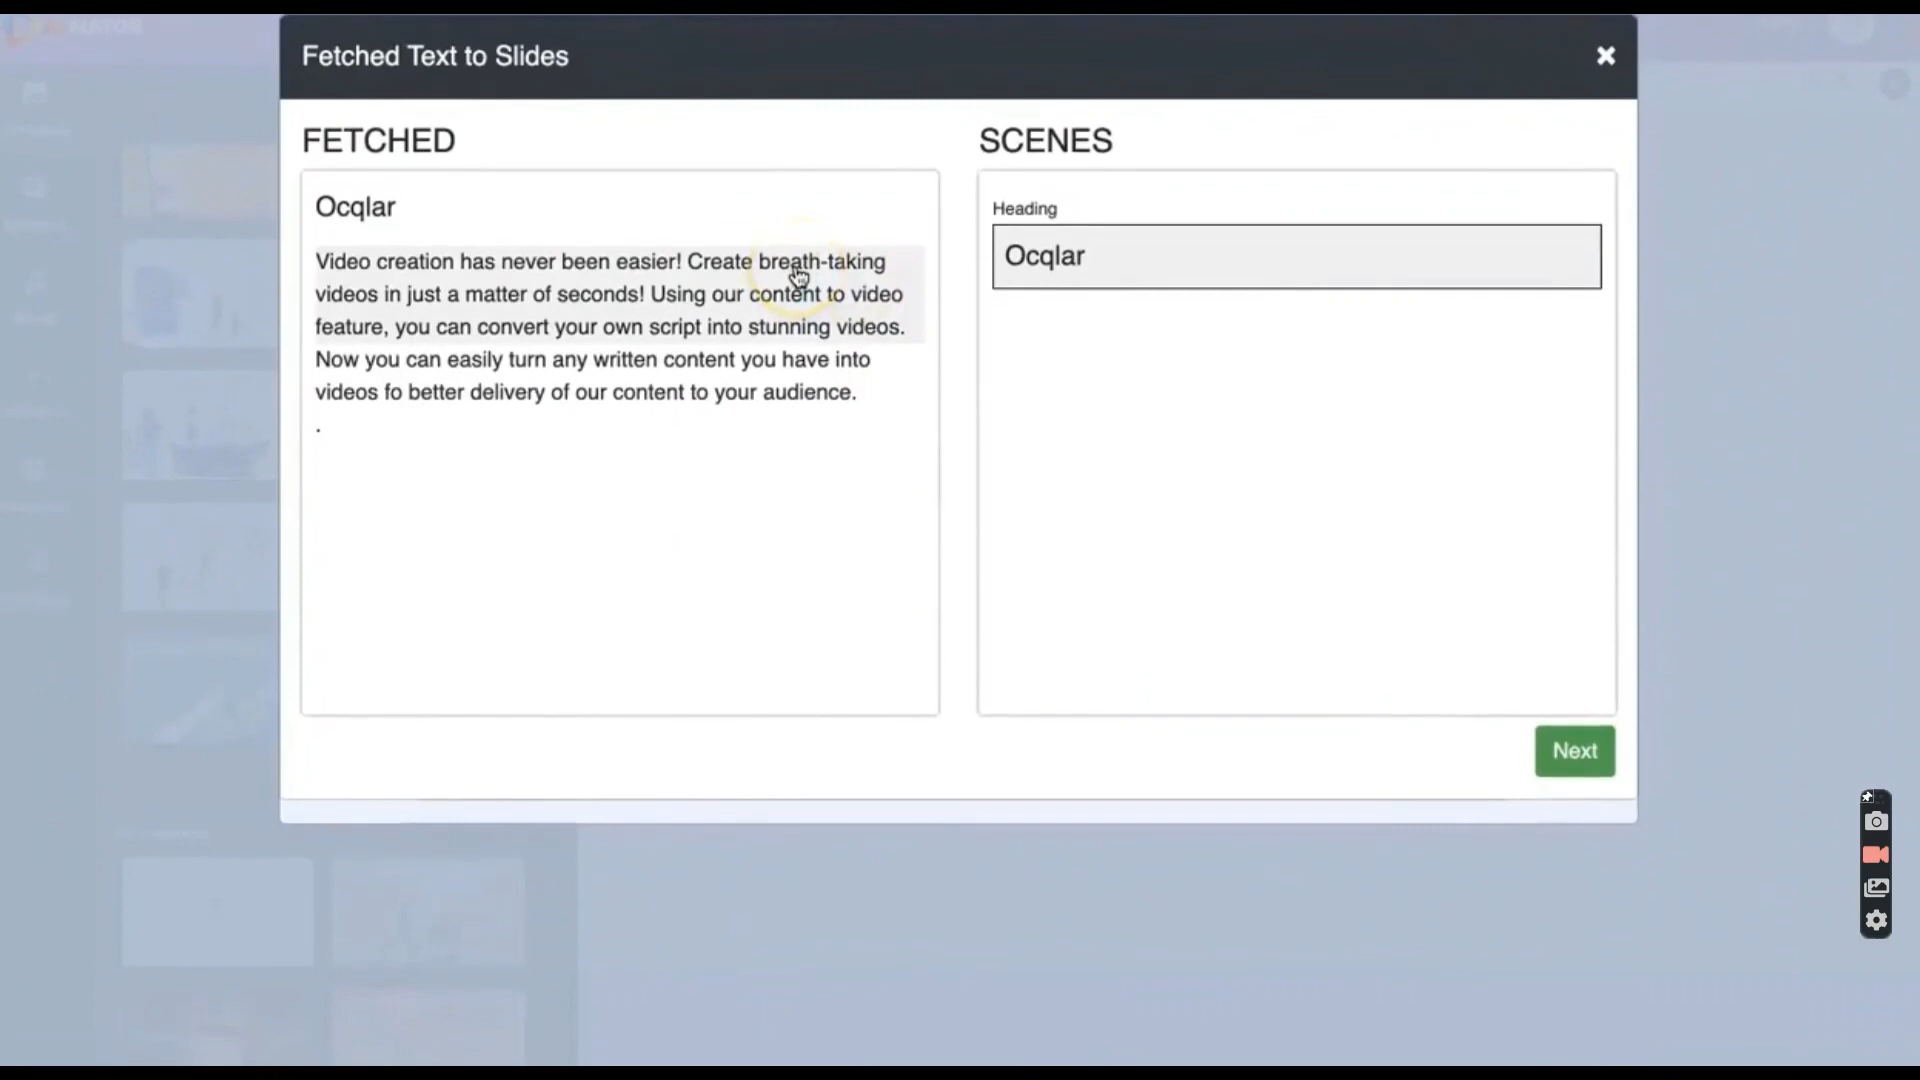 Fetched Text to Slides
FETCHED
SCENES
Ocqlar
Video creation has never been easier! Create breath-taking
videos in just a matter of seconds! Using our content to video
feature, you can convert your own script into stunning videos.
Now you can easily turn any written content you have into
videos fo better delivery of our content to your audience.
.
Heading
Ocqlar
Next